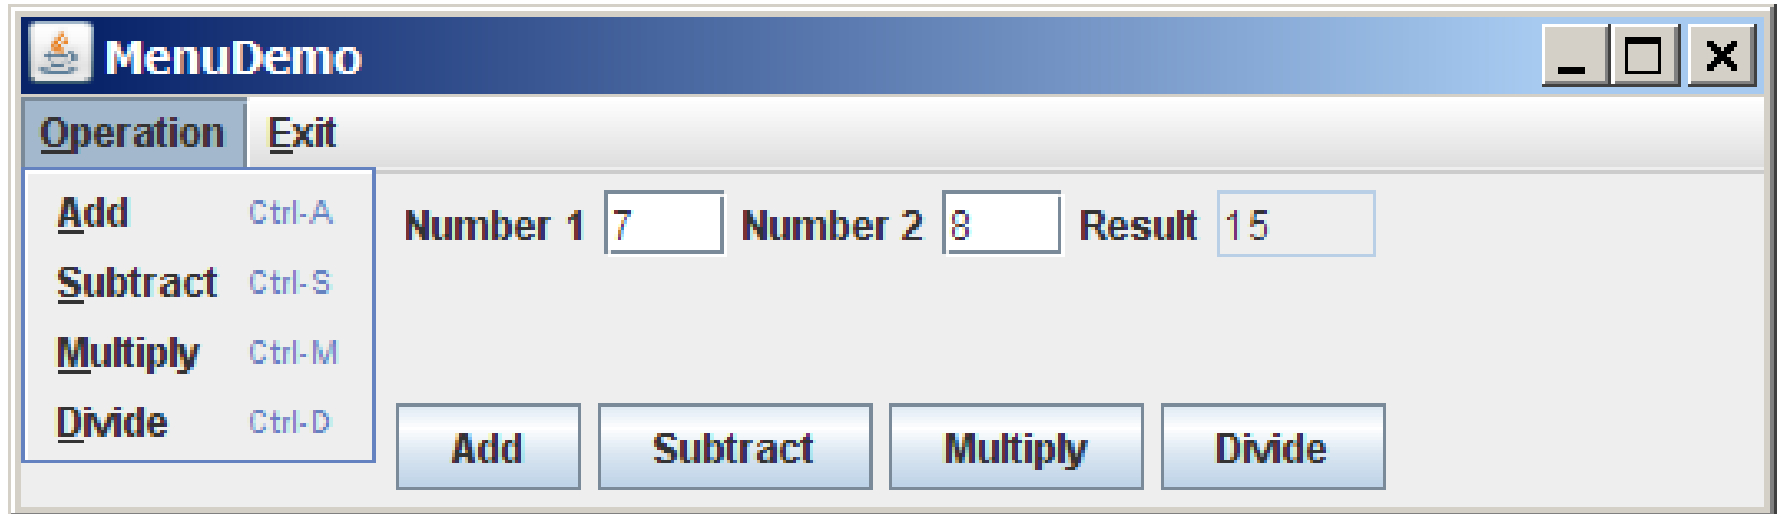 MenuDemo
Operation Exit
Add Ctrl-A
Subtract Ctrl-S
Multiply Ctrl-M
Divide Ctrl-D
Number 1 7 Number 2 8 Result 15
Add Subtract Multiply Divide